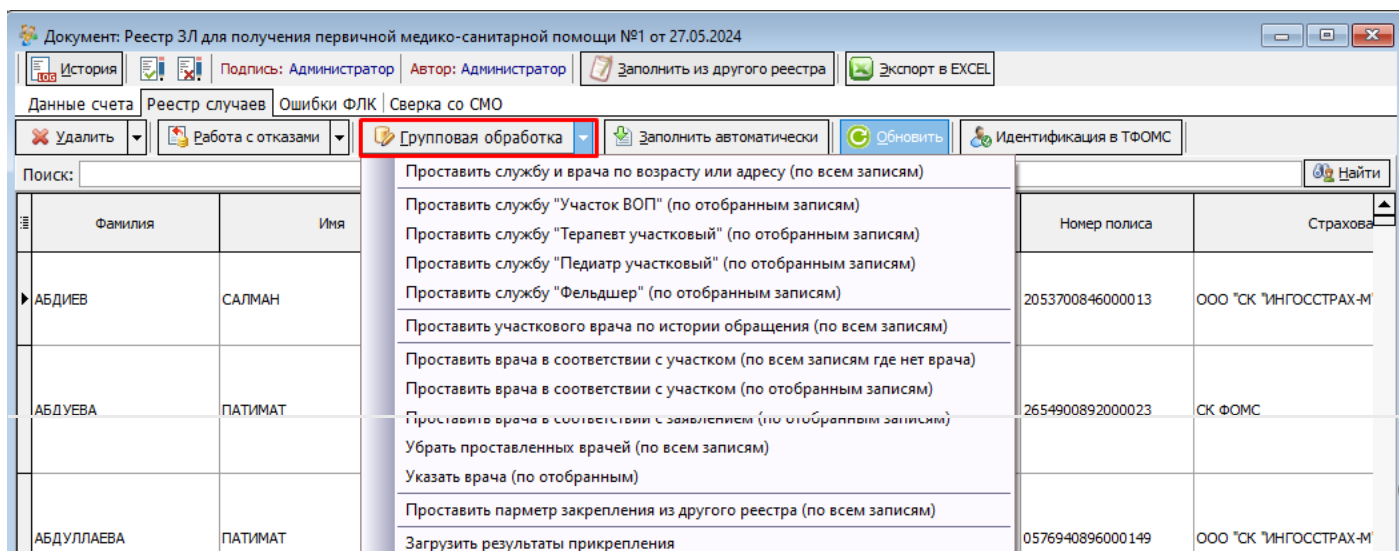 Документ: Реестр ЗЛ для получения первичной медико-санитарной помощи №1 от 27.05.2024
LOG История Подпись: Администратор Автор: Администратор Заполнить из другого реестра Экспорт в EXCEL
Данные счета Реестр случаев Ошибки ФЛК Сверка со СМО
Удалить Работа с отказами Групповая обработка Заполнить автоматически Обновить Идентификация в ТФОМС
Поиск: Найти
Фамилия Имя Номер полиса Страхова
Проставить службу и врача по возрасту или адресу (по всем записям)
Проставить службу "Участок ВОП" (по отобранным записям)
Проставить службу "Терапевт участковый" (по отобранным записям)
Проставить службу "Педиатр участковый" (по отобранным записям)
Проставить службу "Фельдшер" (по отобранным записям)
Проставить участкового врача по истории обращения (по всем записям)
Проставить врача в соответствии с участком (по всем записям где нет врача)
Проставить врача в соответствии с участком (по отобранным записям)
Проставить врача в соответствии с заявлением (по отобранным записям)
Убрать проставленных врачей (по всем записям)
Указать врача (по отобранным)
Проставить парметр закрепления из другого реестра (по всем записям)
Загрузить результаты прикрепления
АБДИЕВ САЛМАН 2053700846000013 ООО "СК "ИНГОССТРАХ-М"
АБДУЕВА ПАТИМАТ 2654900892000023 СК ФОМС
АБДУЛЛАЕВА ПАТИМАТ 0576940896000149 ООО "СК "ИНГОССТРАХ-М"